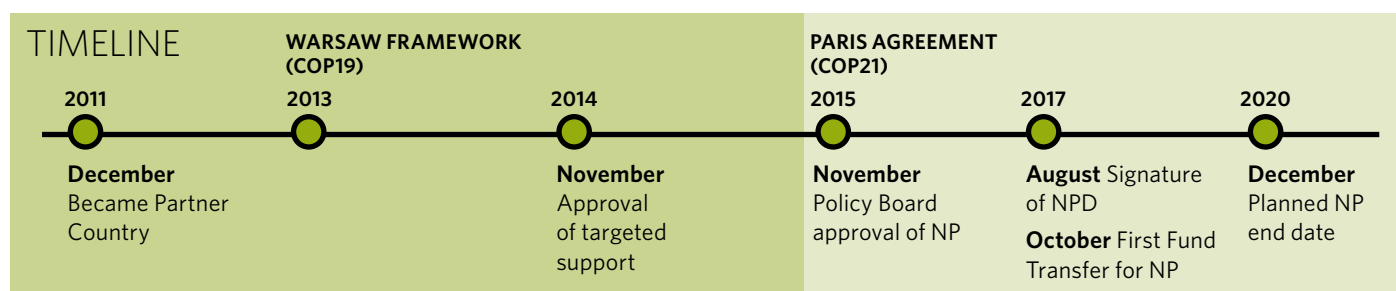 TIMELINE
WARSAW FRAMEWORK
(COP19)
PARIS AGREEMENT
(COP21)
2011
2013
2014
2015
2017
2020
December
Became Partner
Country
November
Approval
of targeted
support
November
Policy Board
approval of NP
August Signature
of NPD
October First Fund
Transfer for NP
December
Planned NP
end date